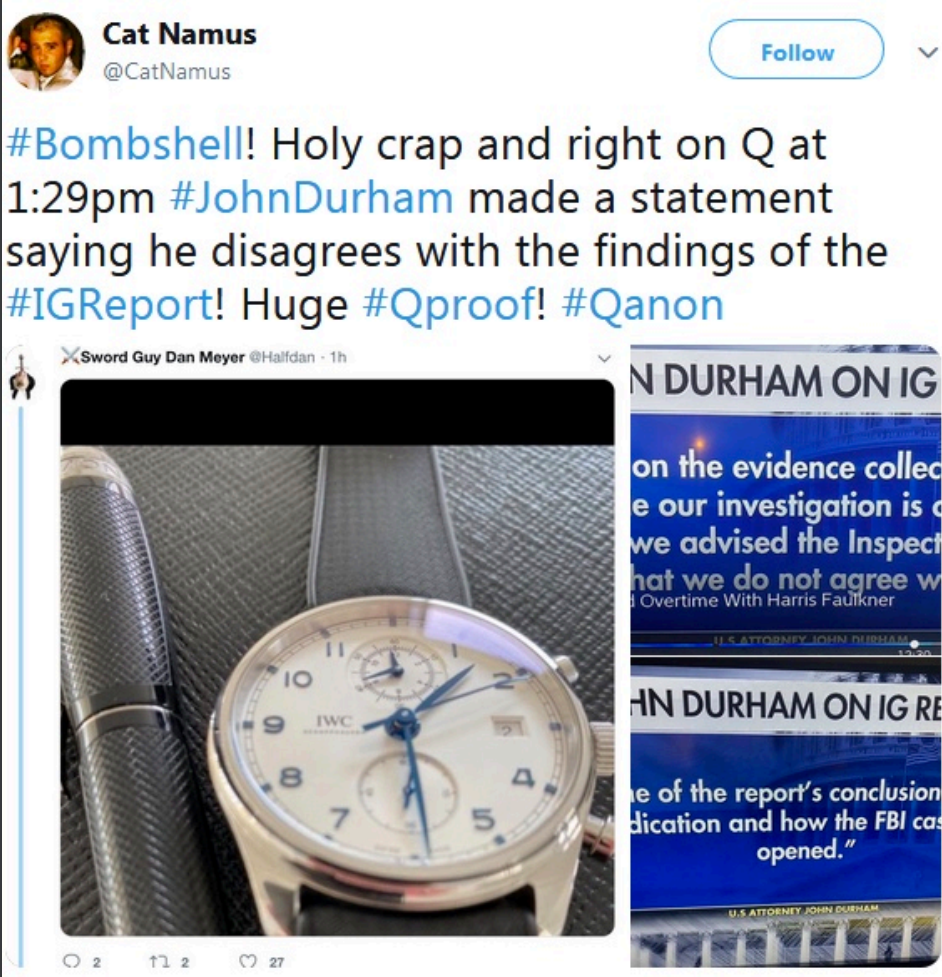 Cat Namus
@CatNamus
Follow
#Bombshell! Holy crap and right on Q at
1:29pm #JohnDurham made a statement
saying he disagrees with the findings of the
#IGReport! Huge #Qproof! #Qanon
Sword Guy Dan Meyer @Halfdan · 1h
11
1
10
2
9
IWC
8
4
7
5
2 2 27
N DURHAM ON IG
on the evidence collec
e our investigation is
we advised the Inspect
hat we do not agree w
Overtime With Harris Faulkner
U.S ATTORNEY JOHN DURHAM
12:30
HN DURHAM ON IG RE
e of the report's conclusion
dication and how the FBI cas
opened."
U.S ATTORNEY JOHN DURHAM